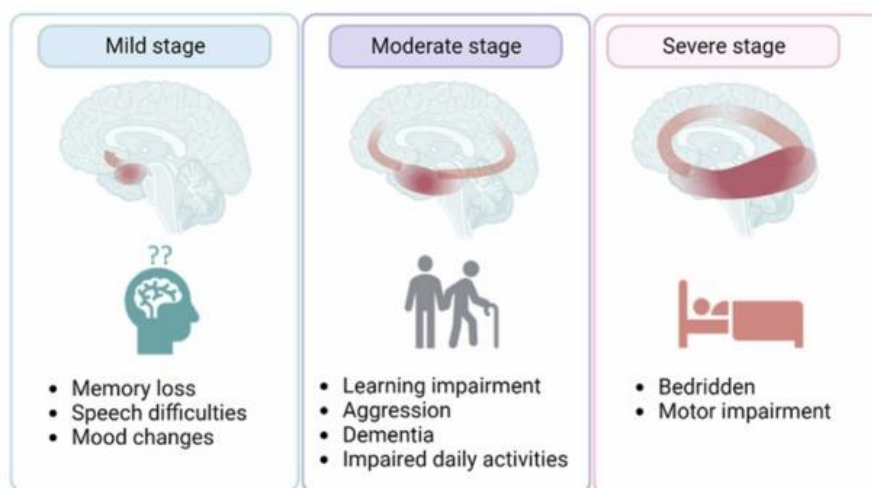 Mild stage
??
• Memory loss
• Speech difficulties
• Mood changes
Moderate stage
• Learning impairment
• Aggression
• Dementia
• Impaired daily activities
Severe stage
• Bedridden
• Motor impairment